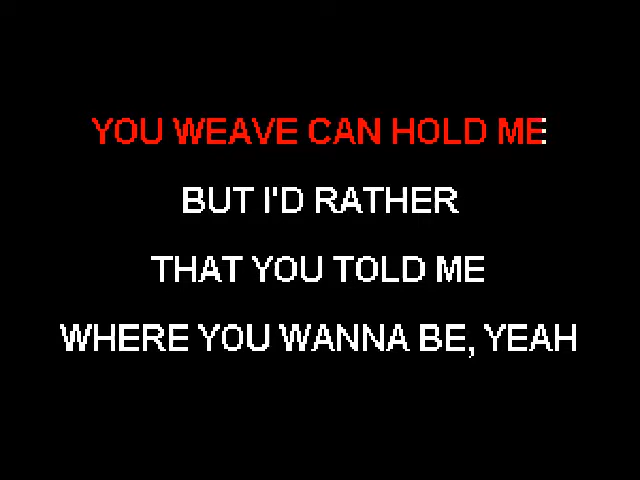 YOU WEAVE CAN HOLD ME
BUT I'D RATHER
THAT YOU TOLD ME
WHERE YOU WANNA BE, YEAH